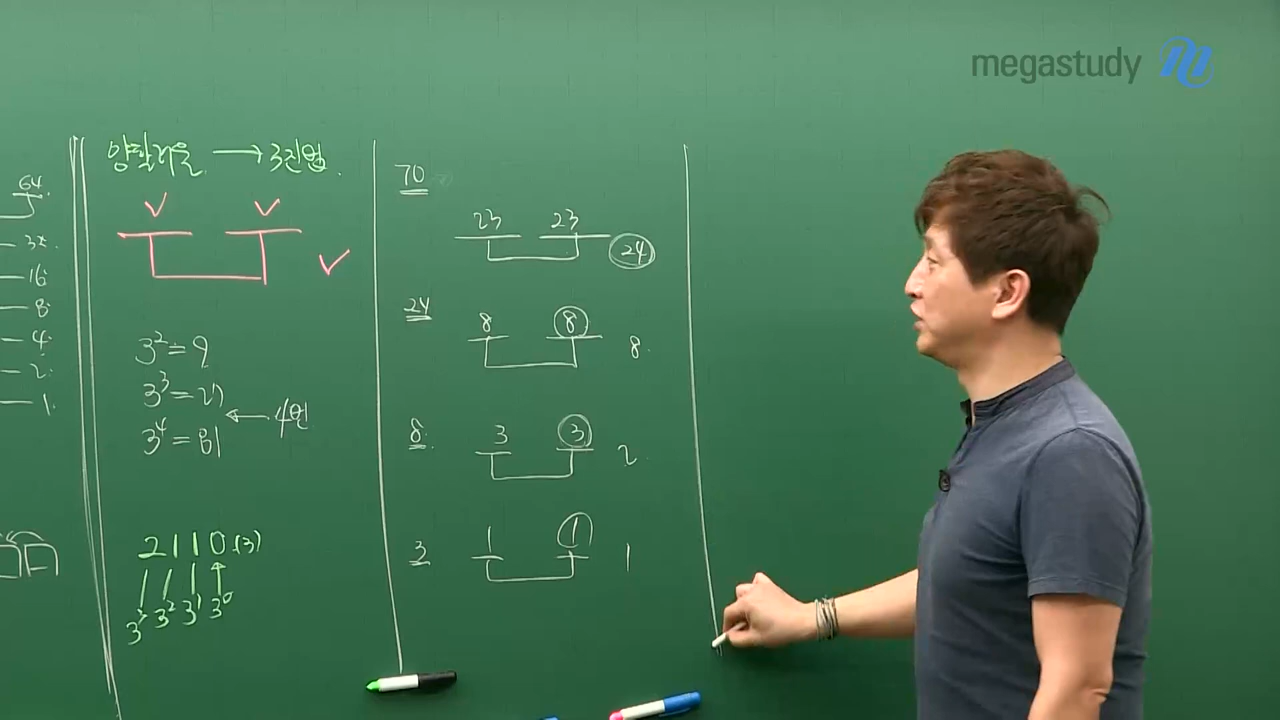 megastudy
64
32
16
8
4
2
1
양팔저울 → 3진법
3²=9
3³=27
3⁴=81
← 4번
2110(3)
3³ 3² 3¹ 3⁰
70
23 23 24
24
8 8 8
8
3 3 2
3
1 1 1